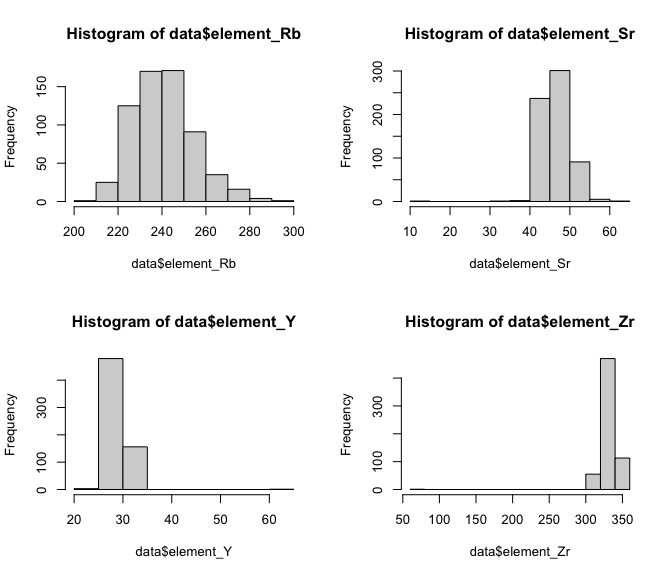 Histogram of data$element_Rb
Frequency
0 50 100 150
200 220 240 260 280 300
data$element_Rb
Histogram of data$element_Sr
Frequency
0 100 300
10 20 30 40 50 60
data$element_Sr
Histogram of data$element_Y
Frequency
0 100 300
20 30 40 50 60
data$element_Y
Histogram of data$element_Zr
Frequency
0 100 300
50 100 150 200 250 300 350
data$element_Zr